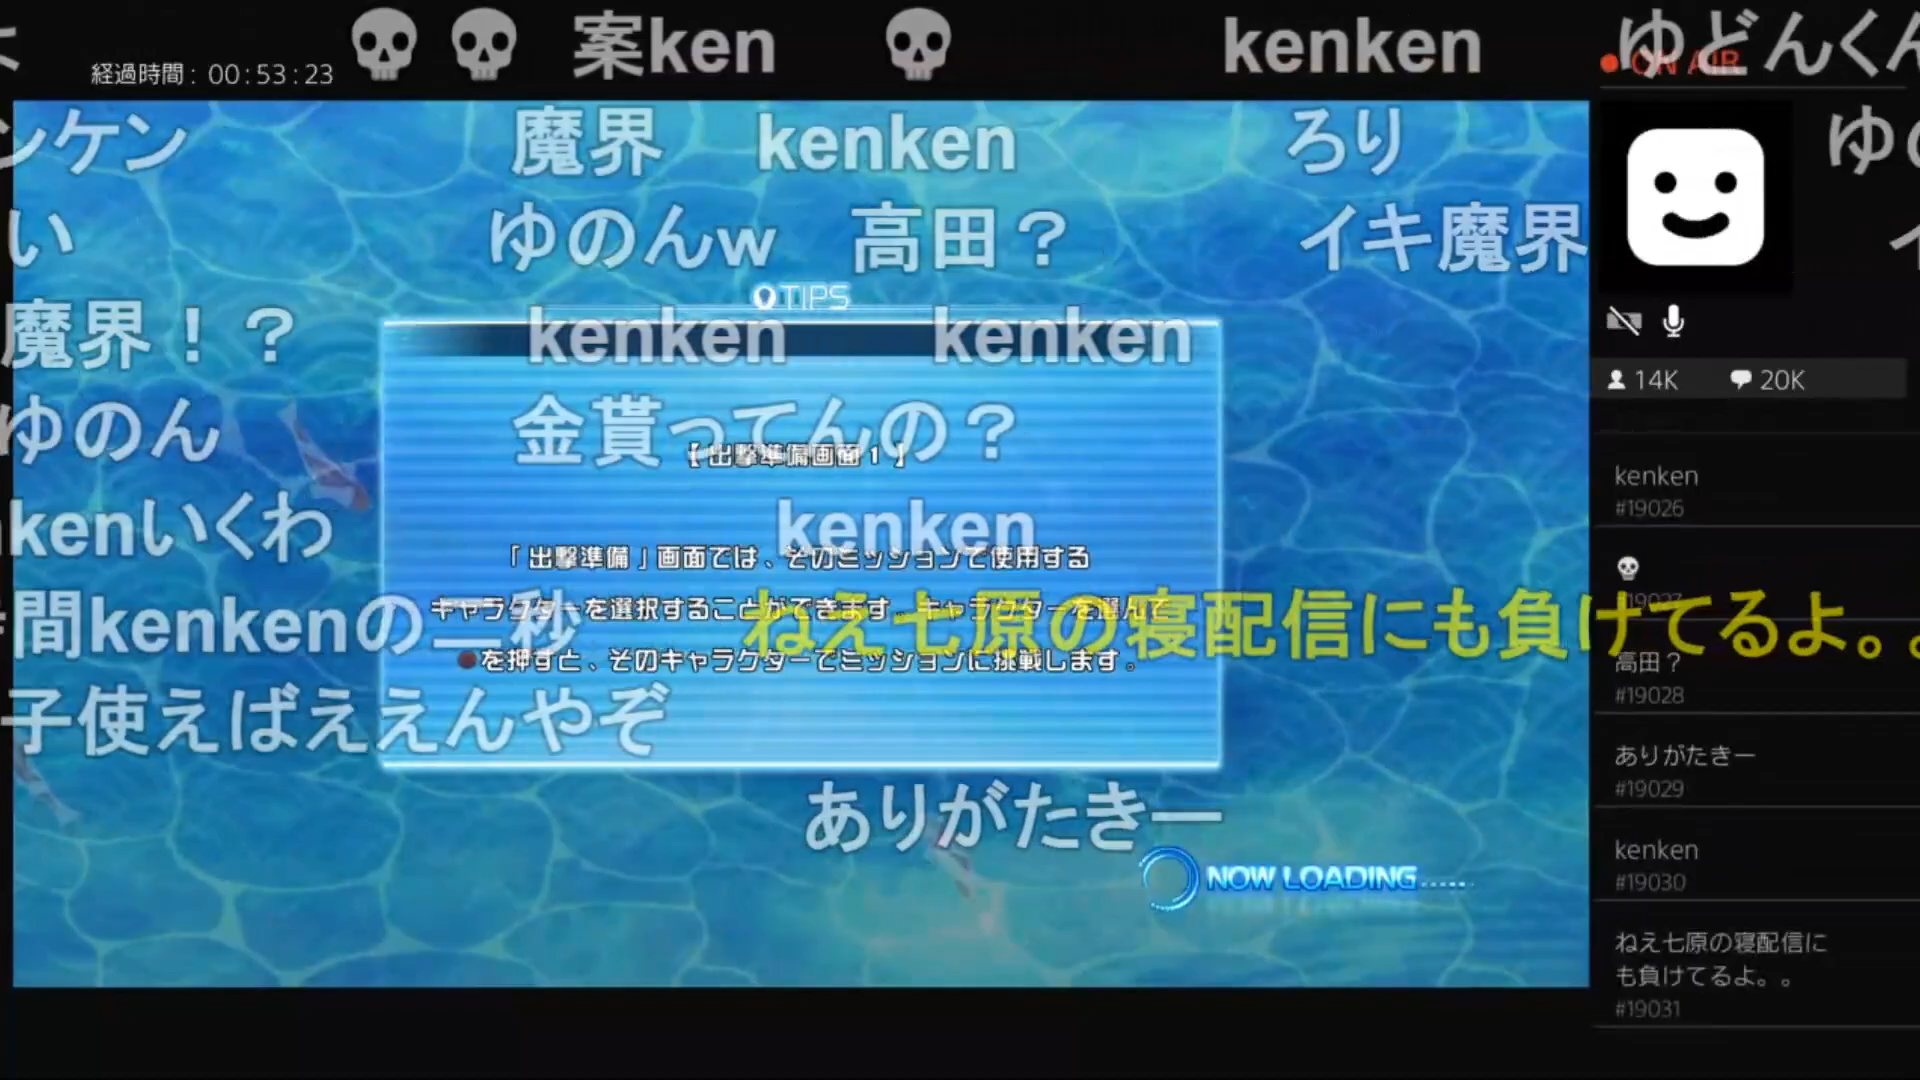 💀 💀 案ken 💀 kenken ゆどんくん
経過時間: 00:53:23
ON AIR
ンケン 魔界 kenken ろり
い ゆのんw 高田？ イキ魔界
TIPS
魔界！？ kenken kenken
14K 20K
ゆのん 金貰ってんの？
【出撃準備画面1】
kenken
#19026
kenいくわ kenken
「出撃準備」画面では、そのミッションで使用する
💀
#19027
間kenkenの二秒 ねえ七原の寝配信にも負けてるよ。。
キャラクターを選択することができます。キャラクターを選んで
●を押すと、そのキャラクターでミッションに挑戦します。
高田？
#19028
子使えばええんやぞ
ありがたきー
#19029
ありがたきー
kenken
#19030
NOW LOADING......
ねえ七原の寝配信に
も負けてるよ。。
#19031